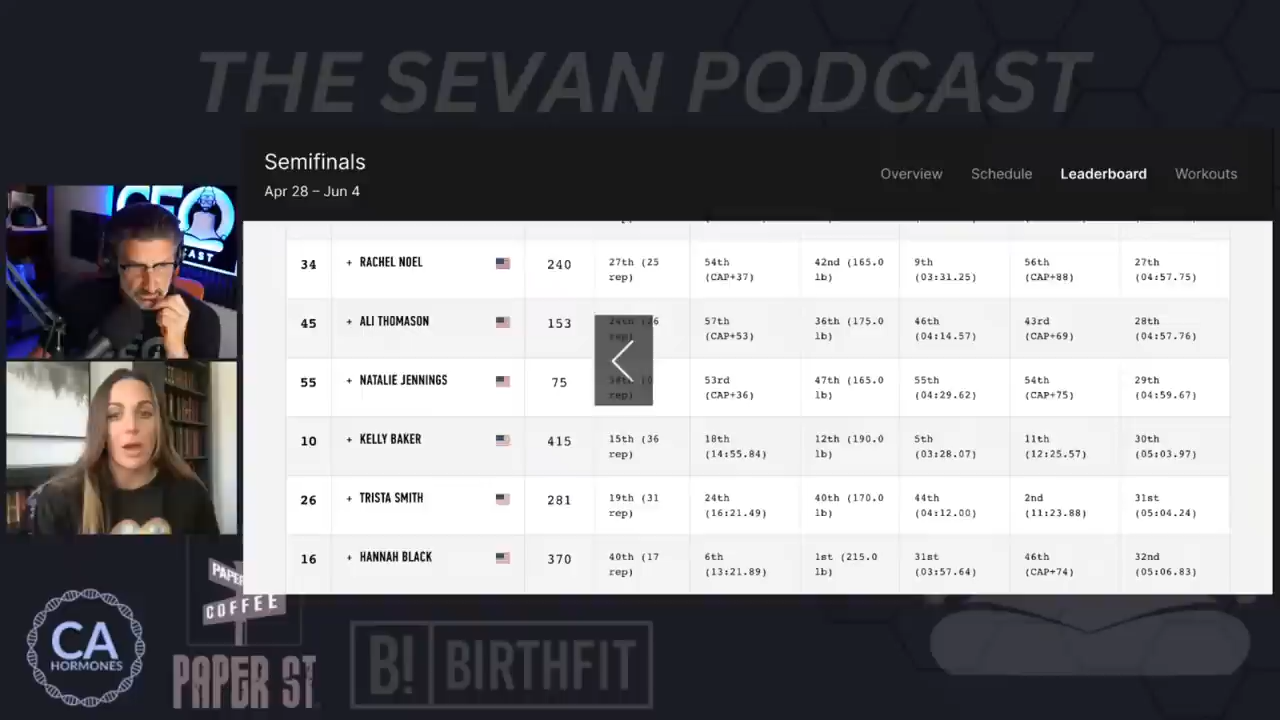 THE SEVAN PODCAST
Semifinals
Apr 28 – Jun 4
Overview Schedule Leaderboard Workouts
CEO
CAST
34 + RACHEL NOEL 240 27th (25 54th 42nd (165.0 9th 56th 27th
rep) (CAP+37) lb) (03:31.25) (CAP+88) (04:57.75)
45 + ALI THOMASON 153 24th (26 57th 36th (175.0 46th 43rd 28th
rep) (CAP+53) lb) (04:14.57) (CAP+69) (04:57.76)
55 + NATALIE JENNINGS 75 53rd 47th (165.0 55th 54th 29th
rep) (CAP+36) lb) (04:29.62) (CAP+75) (04:59.67)
10 + KELLY BAKER 415 15th (36 18th 12th (190.0 5th 11th 30th
rep) (14:55.84) lb) (03:28.07) (12:25.57) (05:03.97)
26 + TRISTA SMITH 281 19th (31 24th 40th (170.0 44th 2nd 31st
rep) (16:21.49) lb) (04:12.00) (11:23.88) (05:04.24)
16 + HANNAH BLACK 370 40th (17 6th 1st (215.0 31st 46th 32nd
rep) (13:21.89) lb) (03:57.64) (CAP+74) (05:06.83)
CA
HORMONES
PAPER
COFFEE
PAPER ST.
B! BIRTHFIT